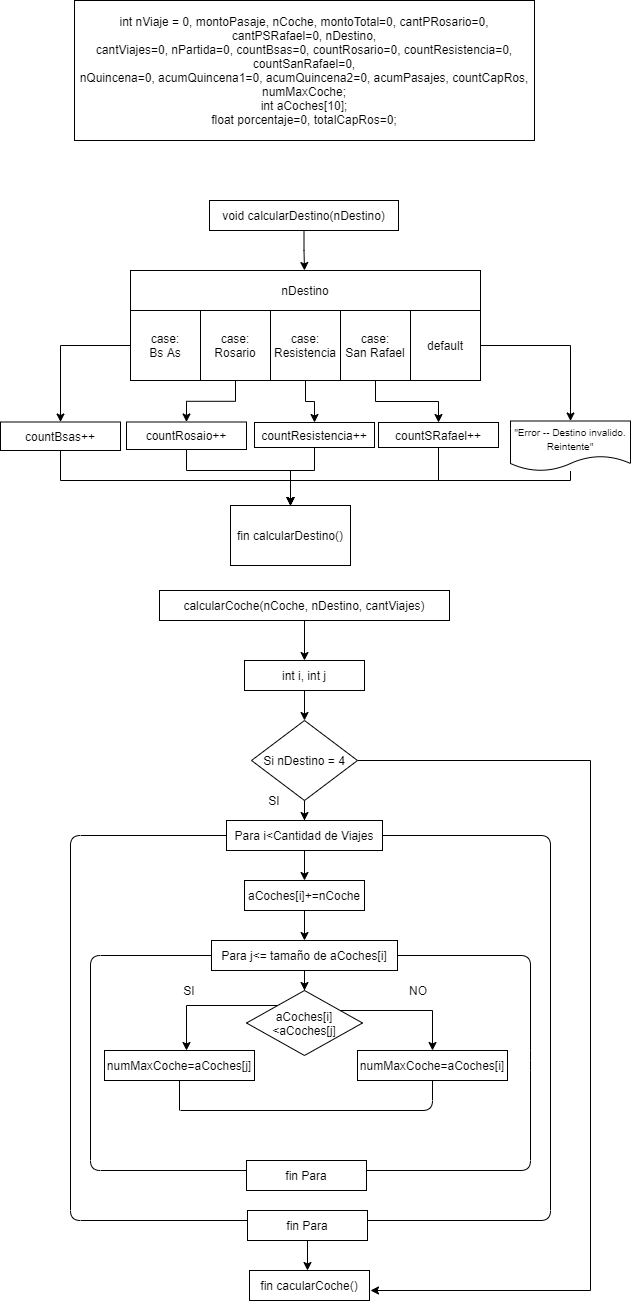 int nViaje = 0, montoPasaje, nCoche, montoTotal=0, cantPRosario=0,
cantPSRafael=0, nDestino,
cantViajes=0, nPartida=0, countBsas=0, countRosario=0, countResistencia=0,
countSanRafael=0,
nQuincena=0, acumQuincena1=0, acumQuincena2=0, acumPasajes, countCapRos,
numMaxCoche;
int aCoches[10];
float porcentaje=0, totalCapRos=0;
void calcularDestino(nDestino)
nDestino
case:
Bs As
case:
Rosario
case:
Resistencia
case:
San Rafael
default
countBsas++
countRosaio++
countResistencia++
countSRafael++
"Error -- Destino invalido.
Reintente"
fin calcularDestino()
calcularCoche(nCoche, nDestino, cantViajes)
int i, int j
Si nDestino = 4
SI
Para i<Cantidad de Viajes
aCoches[i]+=nCoche
Para j<= tamaño de aCoches[i]
SI
NO
aCoches[i]
<aCoches[j]
numMaxCoche=aCoches[j]
numMaxCoche=aCoches[i]
fin Para
fin Para
fin cacularCoche()